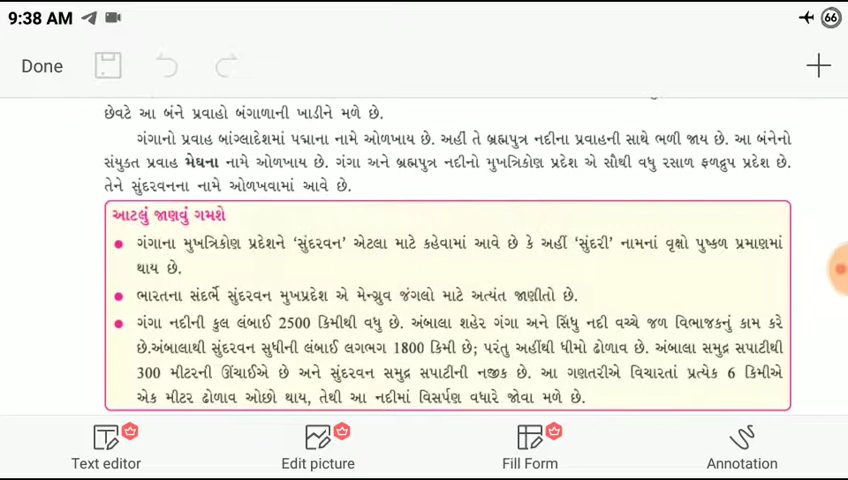 9:38 AM
66
Done
છેવટે આ બંને પ્રવાહો બંગાળાની ખાડીને મળે છે.
ગંગાનો પ્રવાહ બાંગ્લાદેશમાં પદ્માના નામે ઓળખાય છે. અહીં તે બ્રહ્મપુત્ર નદીના પ્રવાહની સાથે ભળી જાય છે. આ બંનેનો
સંયુક્ત પ્રવાહ મેઘના નામે ઓળખાય છે. ગંગા અને બ્રહ્મપુત્ર નદીનો મુખત્રિકોણ પ્રદેશ એ સૌથી વધુ રસાળ ફળદ્રુપ પ્રદેશ છે.
તેને સુંદરવનના નામે ઓળખવામાં આવે છે.
આટલું જાણવું ગમશે
● ગંગાના મુખત્રિકોણ પ્રદેશને ‘સુંદરવન’ એટલા માટે કહેવામાં આવે છે કે અહીં ‘સુંદરી’ નામનાં વૃક્ષો પુષ્કળ પ્રમાણમાં
થાય છે.
● ભારતના સંદર્ભે સુંદરવન મુખપ્રદેશ એ મેન્ગ્રુવ જંગલો માટે અત્યંત જાણીતો છે.
● ગંગા નદીની કુલ લંબાઈ 2500 કિમીથી વધુ છે. અંબાલા શહેર ગંગા અને સિંધુ નદી વચ્ચે જળ વિભાજકનું કામ કરે
છે.અંબાલાથી સુંદરવન સુધીની લંબાઈ લગભગ 1800 કિમી છે; પરંતુ અહીંથી ધીમો ઢોળાવ છે. અંબાલા સમુદ્ર સપાટીથી
300 મીટરની ઊંચાઈએ છે અને સુંદરવન સમુદ્ર સપાટીની નજીક છે. આ ગણતરીએ વિચારતાં પ્રત્યેક 6 કિમીએ
એક મીટર ઢોળાવ ઓછો થાય, તેથી આ નદીમાં વિસર્પણ વધારે જોવા મળે છે.
Text editor
Edit picture
Fill Form
Annotation